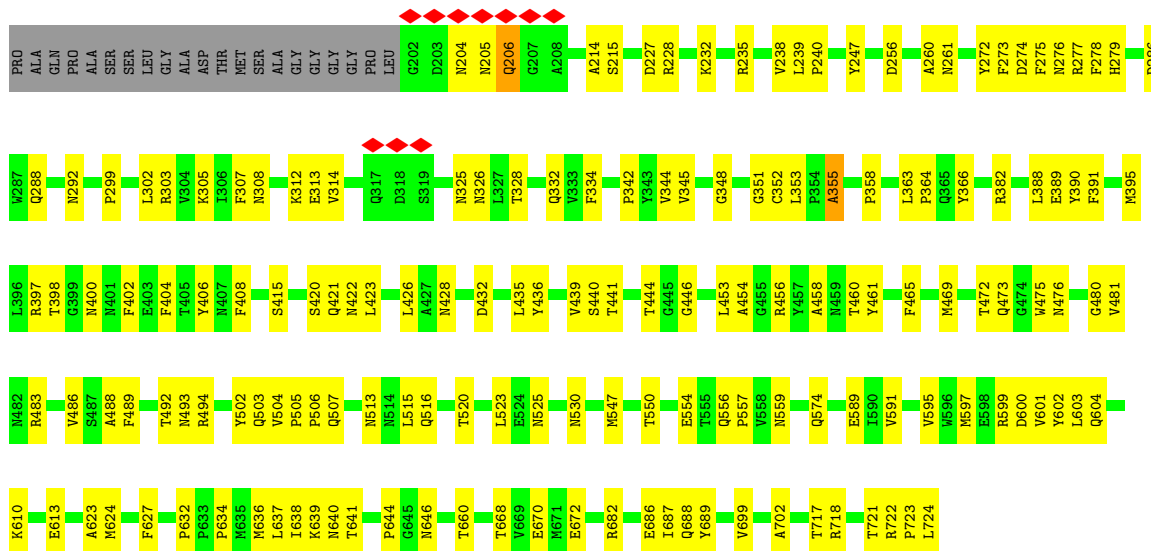 PRO ALA GLN PRO ALA SER SER LEU GLY ALA ASP THR MET SER ALA GLY GLY GLY GLY PRO LEU G202 D203 N204 N205 Q206 G207 A208 A214 S215 D227 R228 K232 R235 V238 L239 P240 Y247 D256 A260 N261 Y272 F273 D274 F275 N276 R277 F278 H279 D286
W287 Q288 N292 P299 L302 R303 V304 K305 I306 F307 N308 K312 E313 V314 Q317 D318 S319 N325 N326 L327 T328 Q332 V333 F334 P342 Y343 V344 V345 G348 G351 C352 L353 P354 A355 P358 L363 P364 Q365 Y366 R382 L388 E389 Y390 F391 M395
L396 R397 T398 G399 N400 N401 F402 E403 F404 T405 Y406 N407 F408 S415 S420 Q421 N422 L423 L426 A427 N428 D432 L435 Y436 V439 S440 T441 T444 G445 G446 L453 A454 G455 R456 Y457 A458 N459 T460 Y461 F465 M469 T472 Q473 G474 W475 N476 G480 V481
N482 R483 V486 S487 A488 F489 T492 N493 R494 Y502 Q503 V504 P505 P506 Q507 N513 N514 L515 Q516 T520 L523 E524 N525 N530 M547 T550 E554 T555 Q556 P557 V558 N559 Q574 E589 I590 V591 V595 W596 M597 E598 R599 D600 V601 Y602 L603 Q604
K610 E613 A623 M624 F627 P632 P633 P634 M635 M636 L637 I638 K639 N640 T641 P644 G645 N646 T660 T668 V669 E670 M671 E672 R682 E686 I687 Q688 Y689 V699 A702 T717 R718 T721 R722 P723 L724